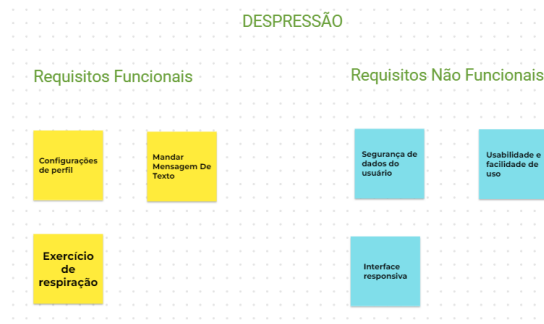 DESPRESSÃO
Requisitos Funcionais
Requisitos Não Funcionais
Configurações
de perfil
Mandar
Mensagem De
Texto
Segurança de
dados do
usuário
Usabilidade e
facilidade de
uso
Exercício
de
respiração
Interface
responsiva